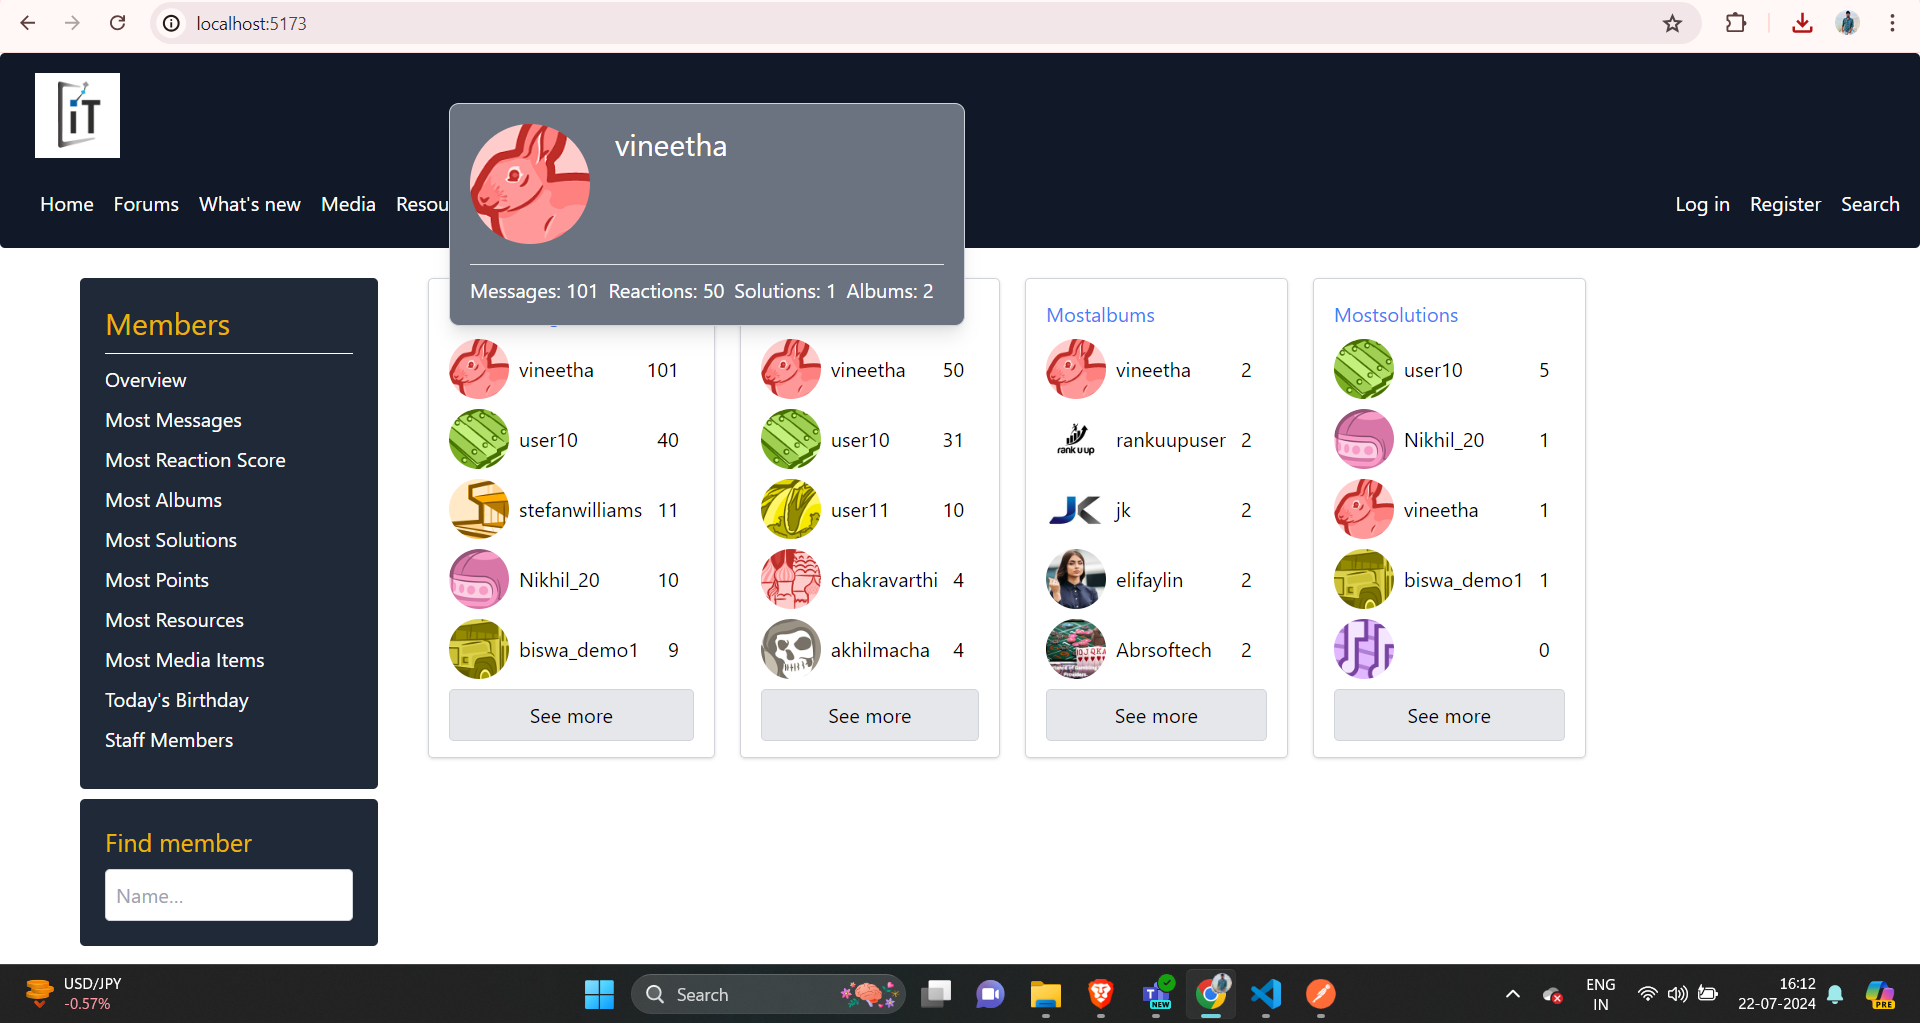 localhost:5173
iT
vineetha
Home Forums What's new Media Resou
Log in Register Search
Messages: 101 Reactions: 50 Solutions: 1 Albums: 2
Members
Overview
Most Messages
Most Reaction Score
Most Albums
Most Solutions
Most Points
Most Resources
Most Media Items
Today's Birthday
Staff Members
Find member
Name...
vineetha 101
user10 40
stefanwilliams 11
Nikhil_20 10
biswa_demo1 9
See more
vineetha 50
user10 31
user11 10
chakravarthi 4
akhilmacha 4
See more
Mostalbums
vineetha 2
rank u up
rankuupuser 2
jk 2
elifaylin 2
Abrsoftech 2
See more
Mostsolutions
user10 5
Nikhil_20 1
vineetha 1
biswa_demo1 1
0
See more
USD/JPY
-0.57%
Search
NEW
ENG
IN
16:12
22-07-2024
PRE